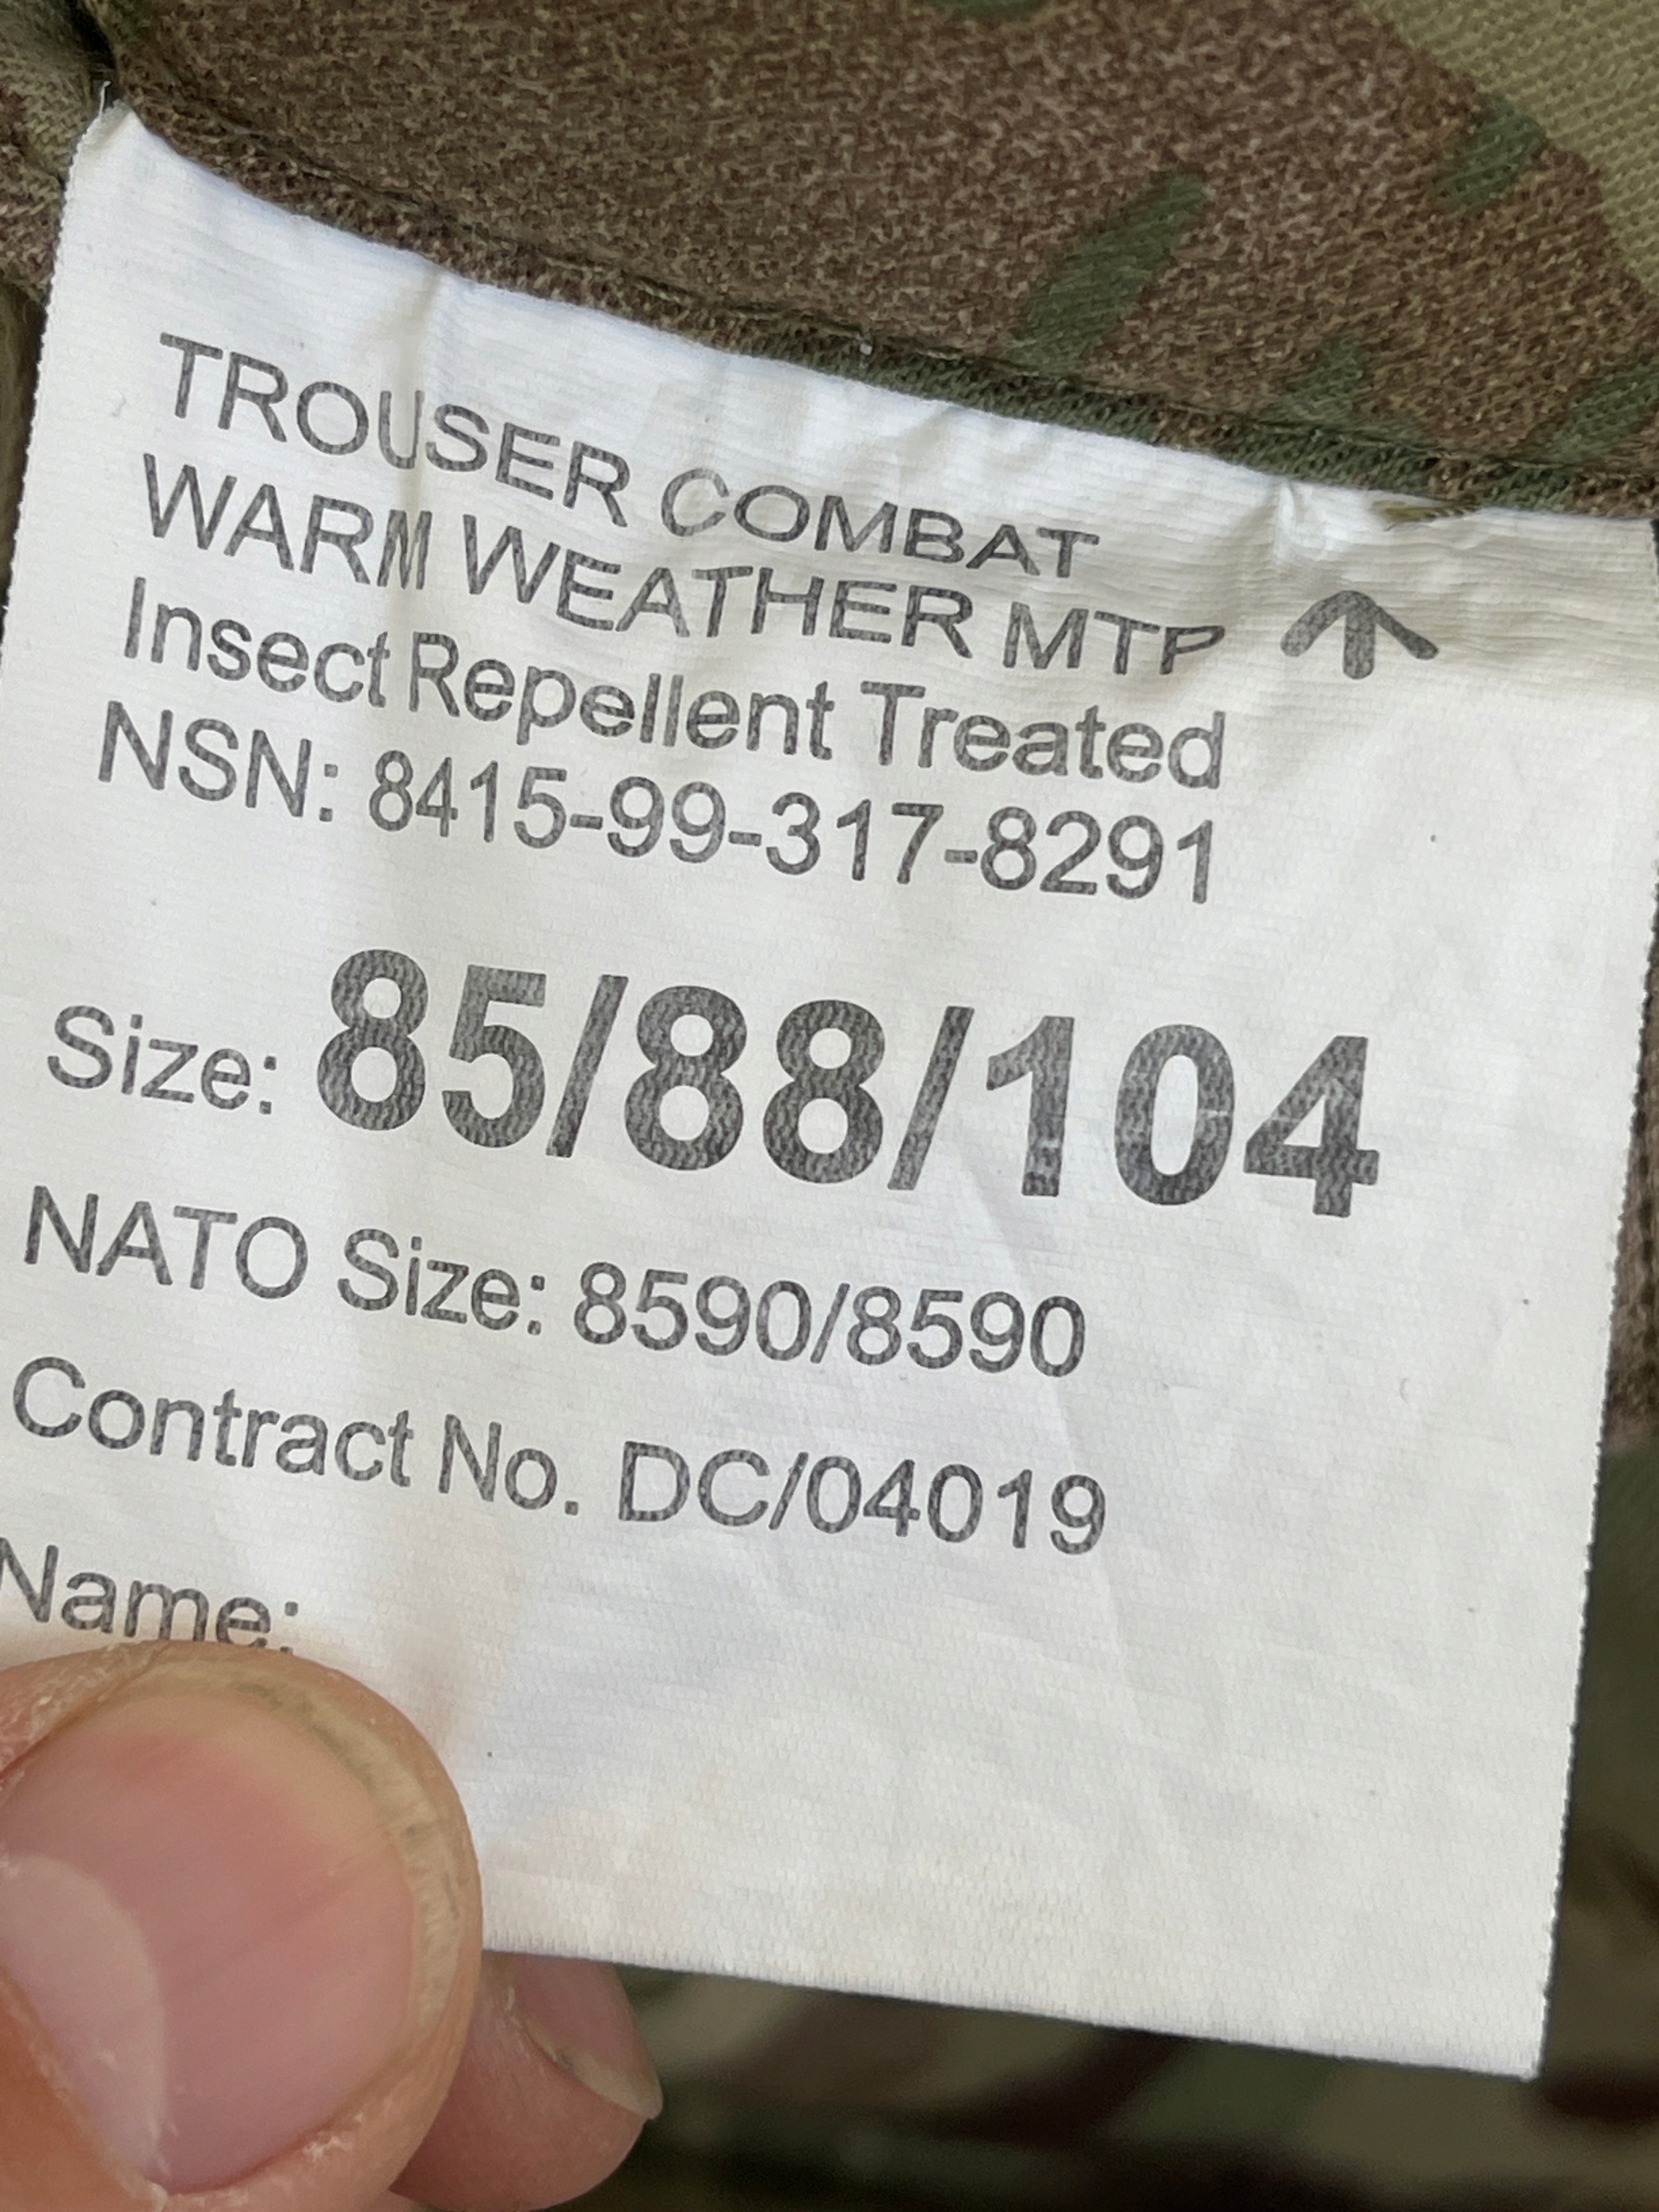 TROUSER COMBAT
WARM WEATHER MTP
Insect Repellent Treated
NSN: 8415-99-317-8291
Size: 85/88/104
NATO Size: 8590/8590
Contract No. DC/04019
Name: